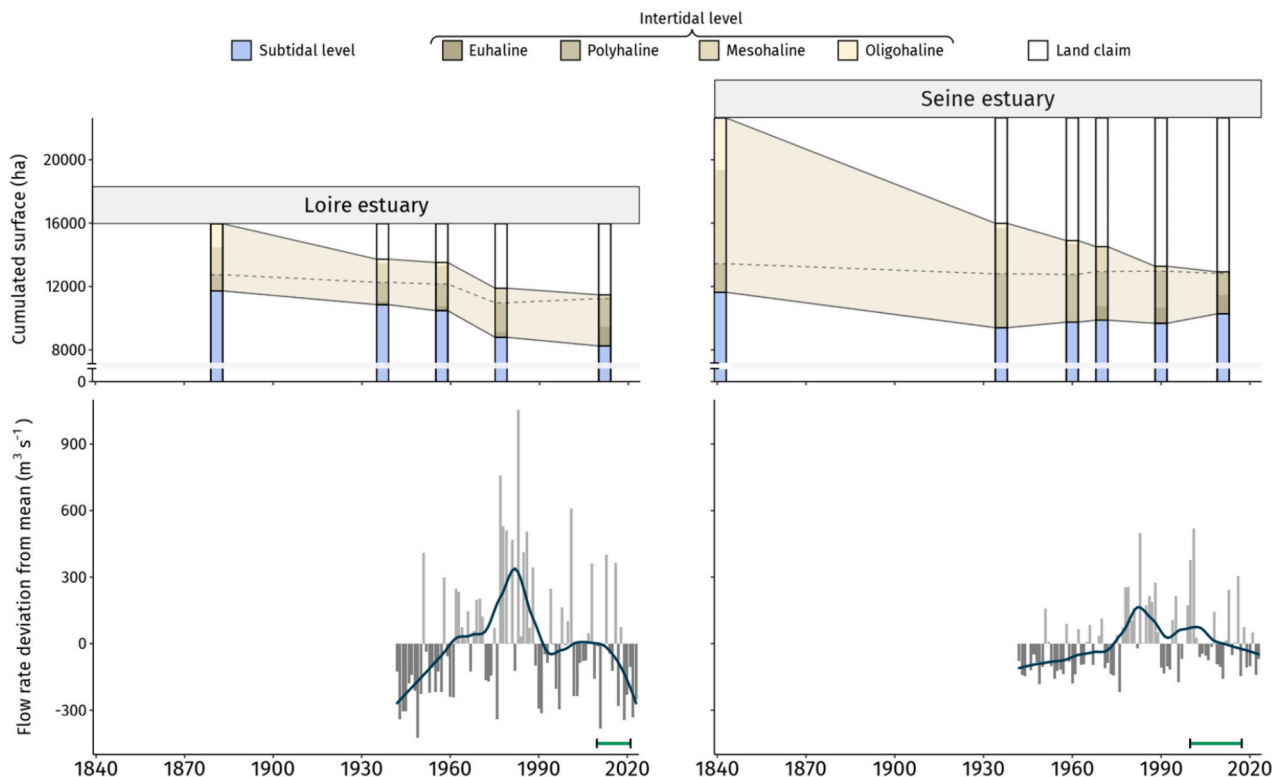 Intertidal level
Subtidal level Euhaline Polyhaline Mesohaline Oligohaline Land claim
Seine estuary
Loire estuary
Cumulated surface (ha)
20000
16000
12000
8000
0
Flow rate deviation from mean (m³ s⁻¹)
900
600
300
0
-300
1840 1870 1900 1930 1960 1990 2020 1840 1870 1900 1930 1960 1990 2020